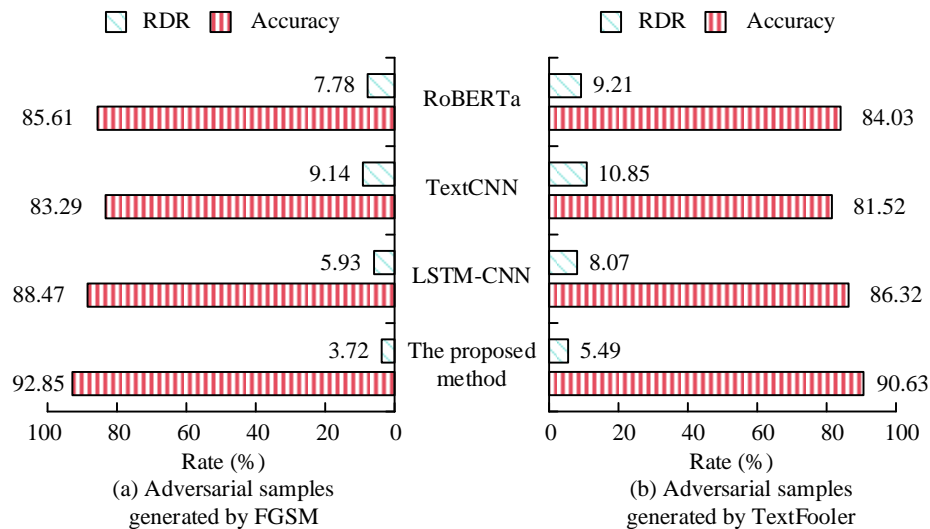 RDR Accuracy
RDR Accuracy
7.78
85.61
RoBERTa
9.21
84.03
9.14
83.29
TextCNN
10.85
81.52
5.93
88.47
LSTM-CNN
8.07
86.32
3.72
92.85
The proposed
method
5.49
90.63
100 80 60 40 20 0
0 20 40 60 80 100
Rate (%)
Rate (%)
(a) Adversarial samples
generated by FGSM
(b) Adversarial samples
generated by TextFooler